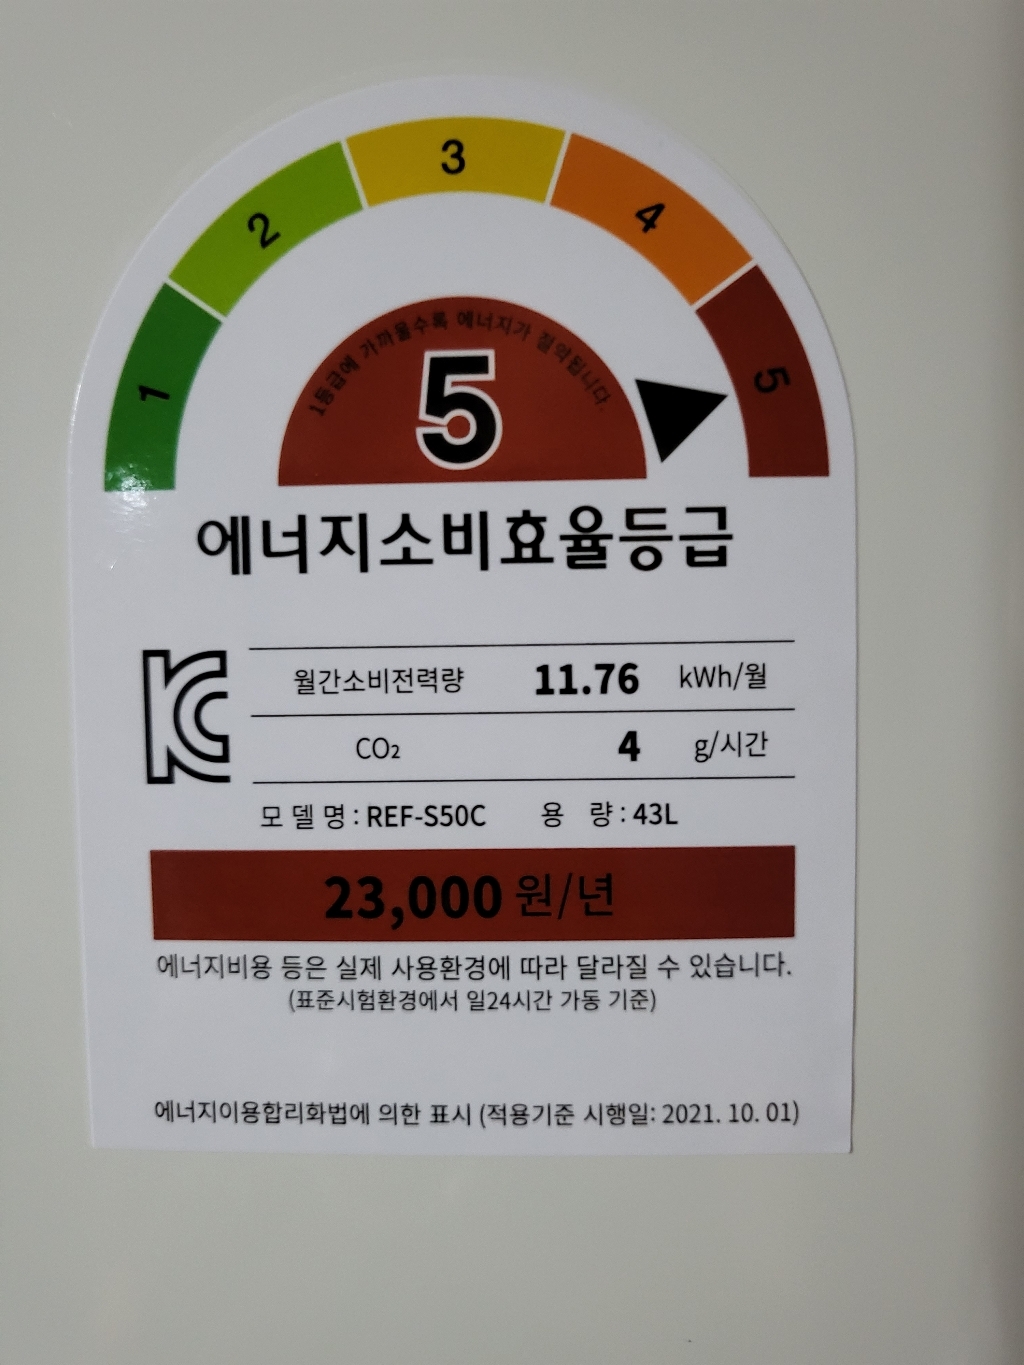 1
2
3
4
5
1등급에 가까울수록 에너지가 절약됩니다.
5
에너지소비효율등급
KC
월간소비전력량 11.76 kWh/월
CO₂ 4 g/시간
모 델 명 : REF-S50C 용 량 : 43L
23,000 원/년
에너지비용 등은 실제 사용환경에 따라 달라질 수 있습니다.
(표준시험환경에서 일24시간 가동 기준)
에너지이용합리화법에 의한 표시 (적용기준 시행일: 2021. 10. 01)